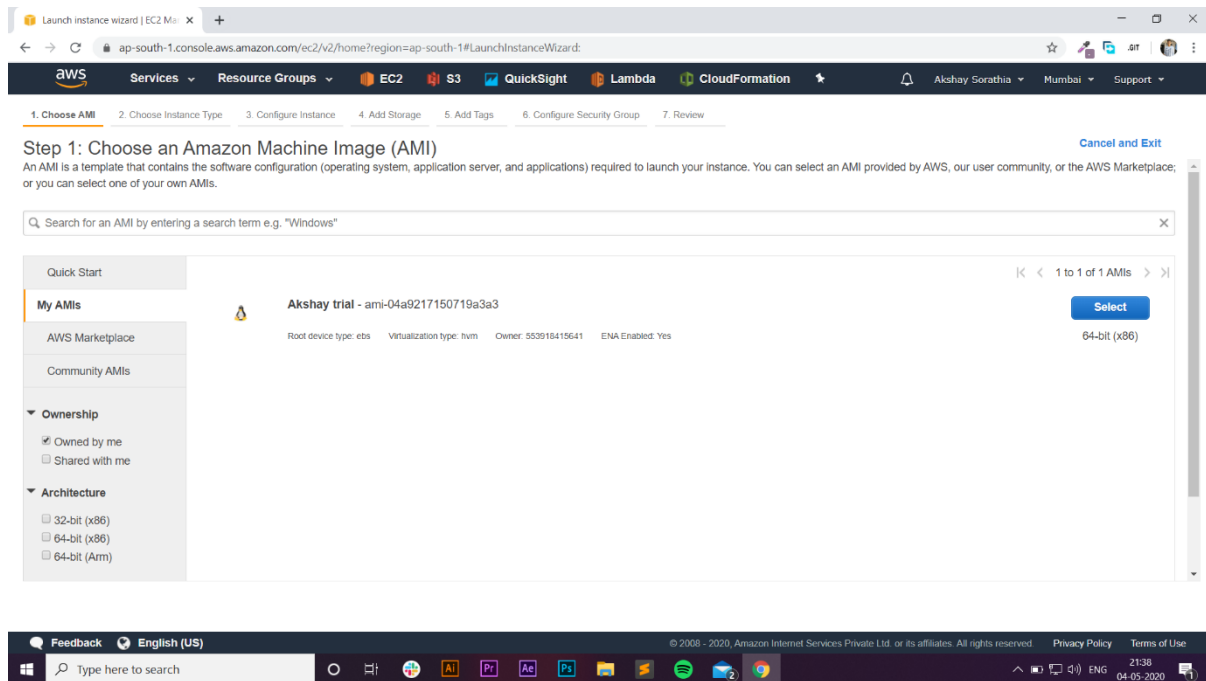 Launch instance wizard | EC2 Mar
ap-south-1.console.aws.amazon.com/ec2/v2/home?region=ap-south-1#LaunchInstanceWizard:
.GIT
aws Services Resource Groups EC2 S3 QuickSight Lambda CloudFormation Akshay Sorathia Mumbai Support
1. Choose AMI 2. Choose Instance Type 3. Configure Instance 4. Add Storage 5. Add Tags 6. Configure Security Group 7. Review
Step 1: Choose an Amazon Machine Image (AMI)
Cancel and Exit
An AMI is a template that contains the software configuration (operating system, application server, and applications) required to launch your instance. You can select an AMI provided by AWS, our user community, or the AWS Marketplace;
or you can select one of your own AMIs.
Search for an AMI by entering a search term e.g. "Windows"
Quick Start
1 to 1 of 1 AMIs
My AMIs
Akshay trial - ami-04a9217150719a3a3
Select
AWS Marketplace
Root device type: ebs Virtualization type: hvm Owner: 553918415641 ENA Enabled: Yes
64-bit (x86)
Community AMIs
Ownership
Owned by me
Shared with me
Architecture
32-bit (x86)
64-bit (x86)
64-bit (Arm)
Feedback English (US)
© 2008 - 2020, Amazon Internet Services Private Ltd. or its affiliates. All rights reserved. Privacy Policy Terms of Use
Type here to search
Ai Pr Ae Ps
2
ENG
21:38
04-05-2020
1